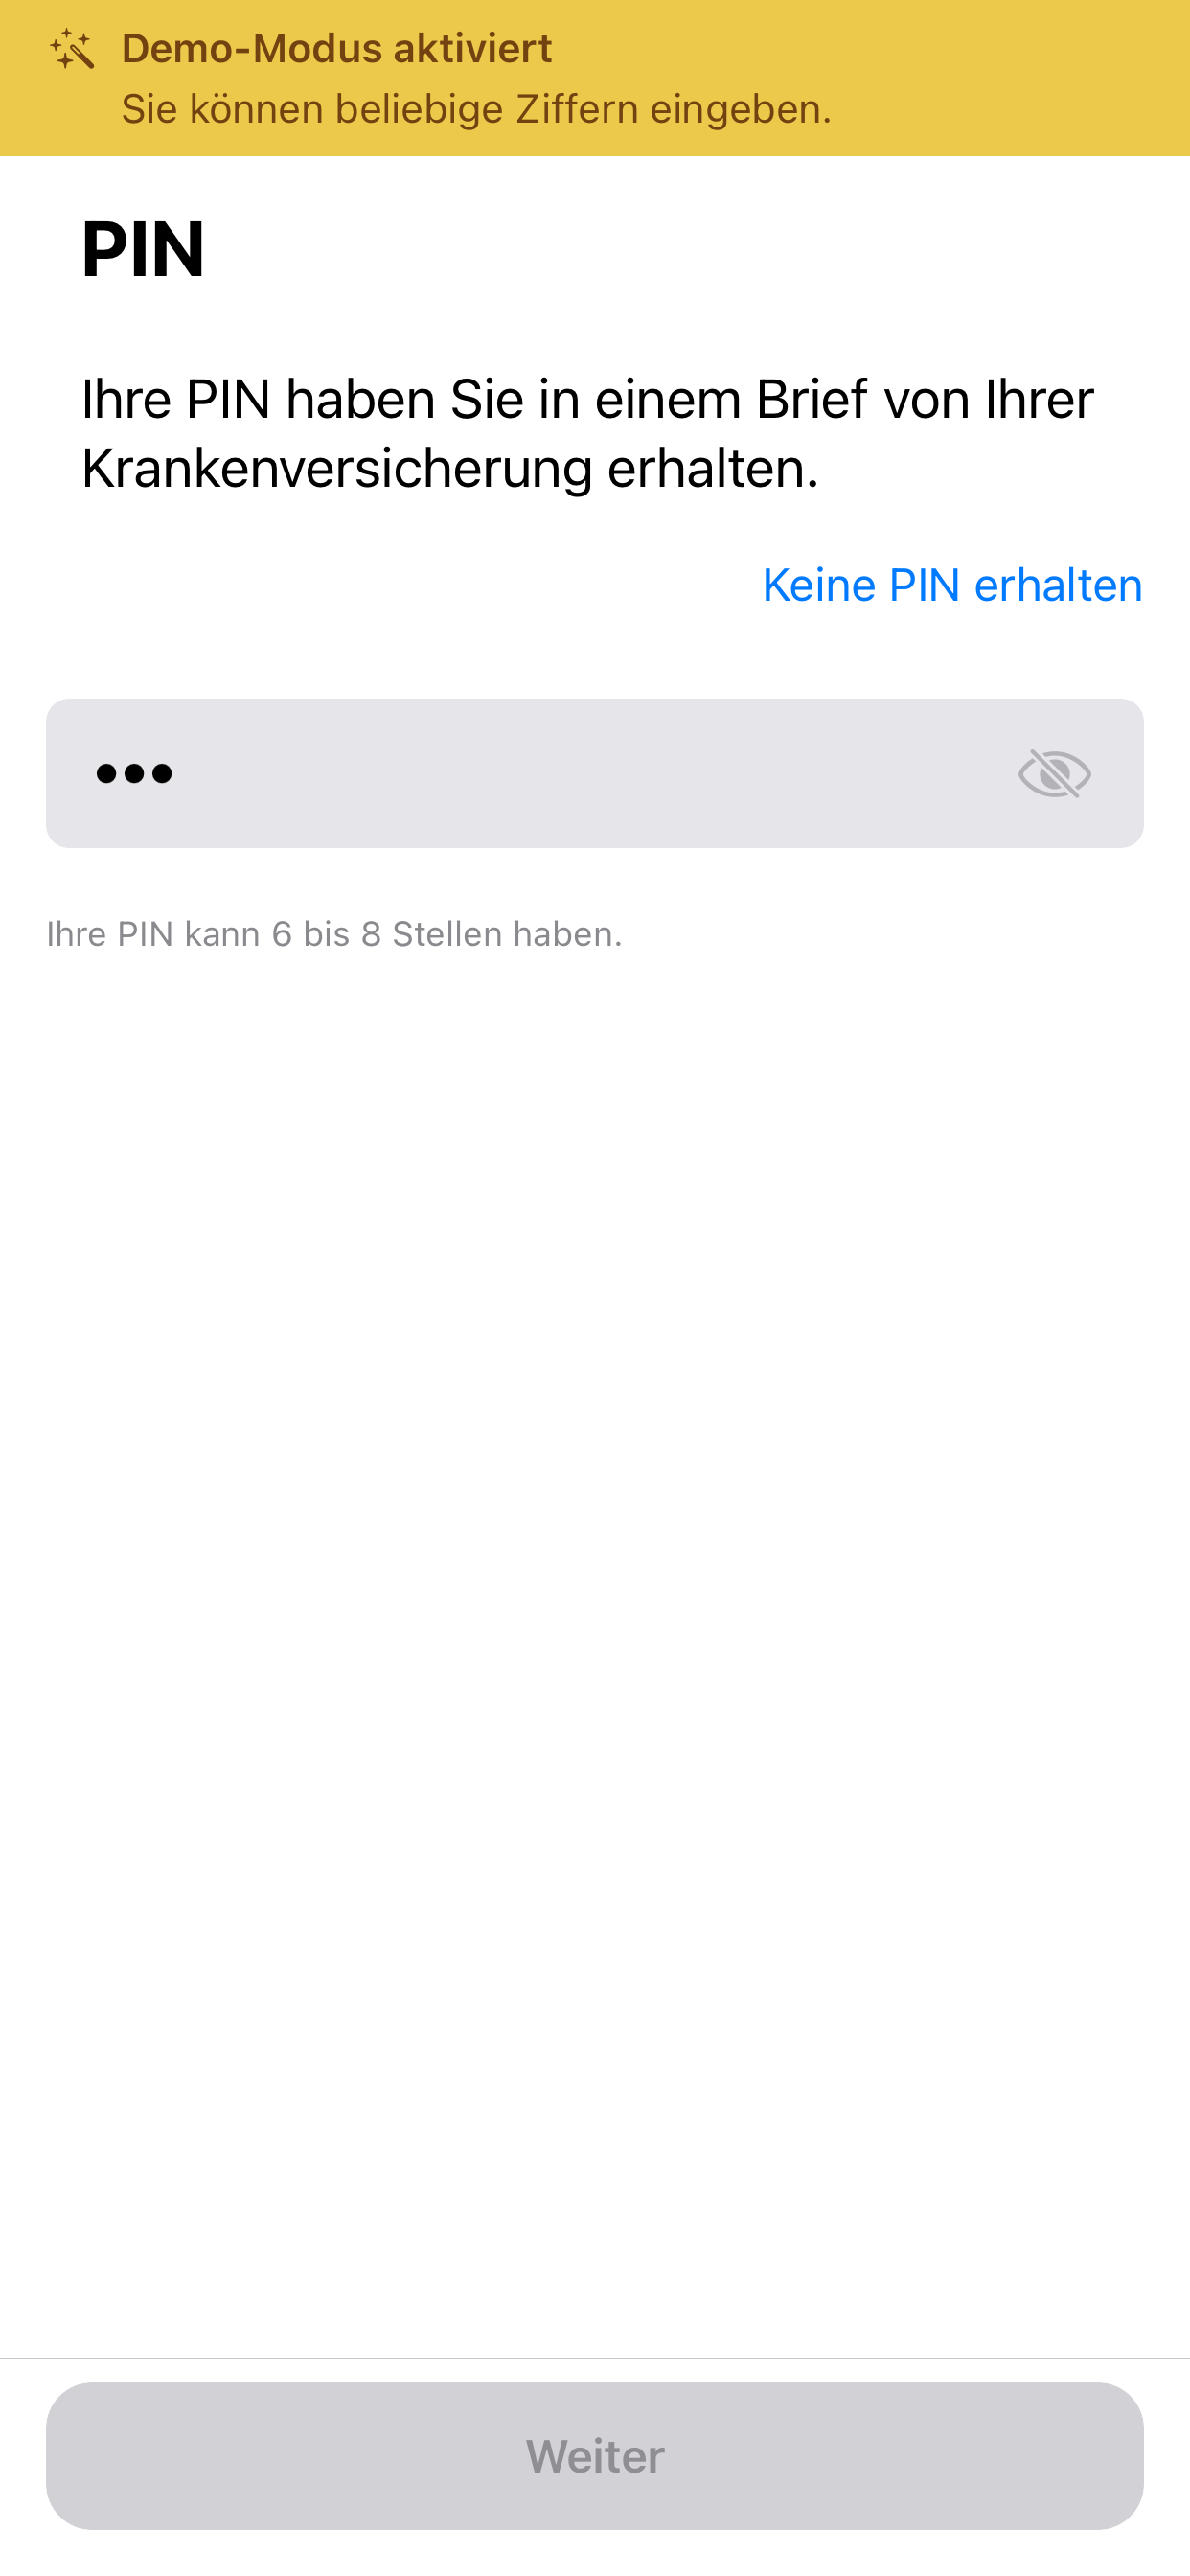 Demo-Modus aktiviert
Sie können beliebige Ziffern eingeben.
PIN
Ihre PIN haben Sie in einem Brief von Ihrer
Krankenversicherung erhalten.
Keine PIN erhalten
•••
Ihre PIN kann 6 bis 8 Stellen haben.
Weiter